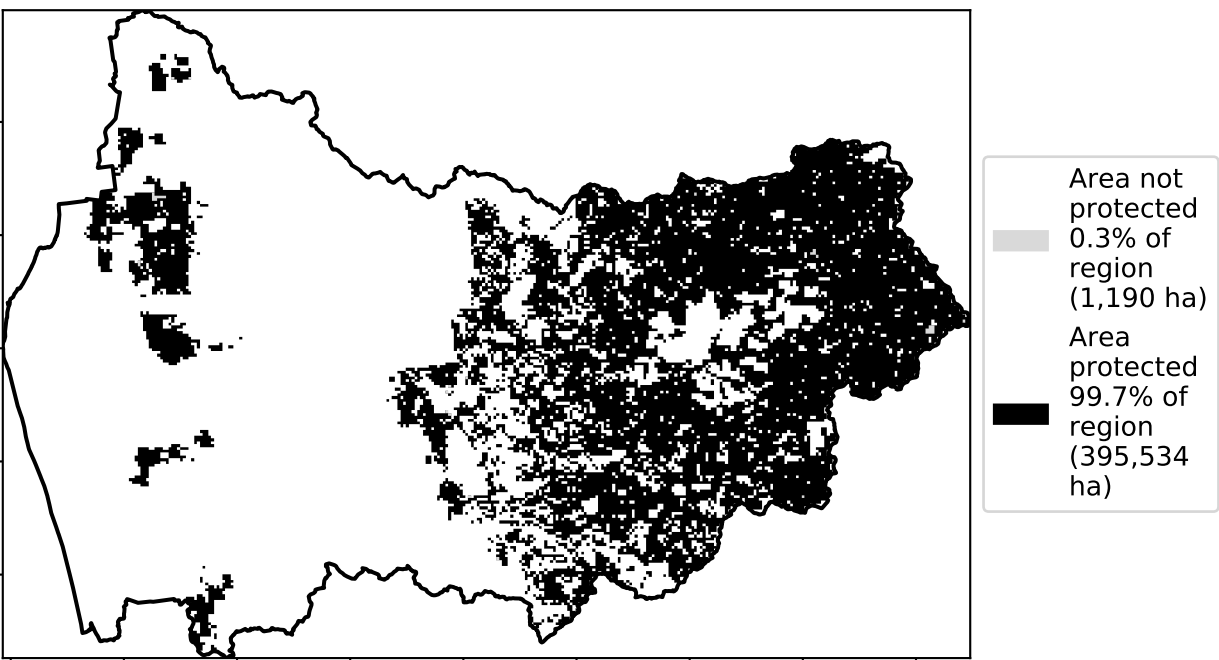 Area not
protected
0.3% of
region
(1,190 ha)
Area
protected
99.7% of
region
(395,534
ha)